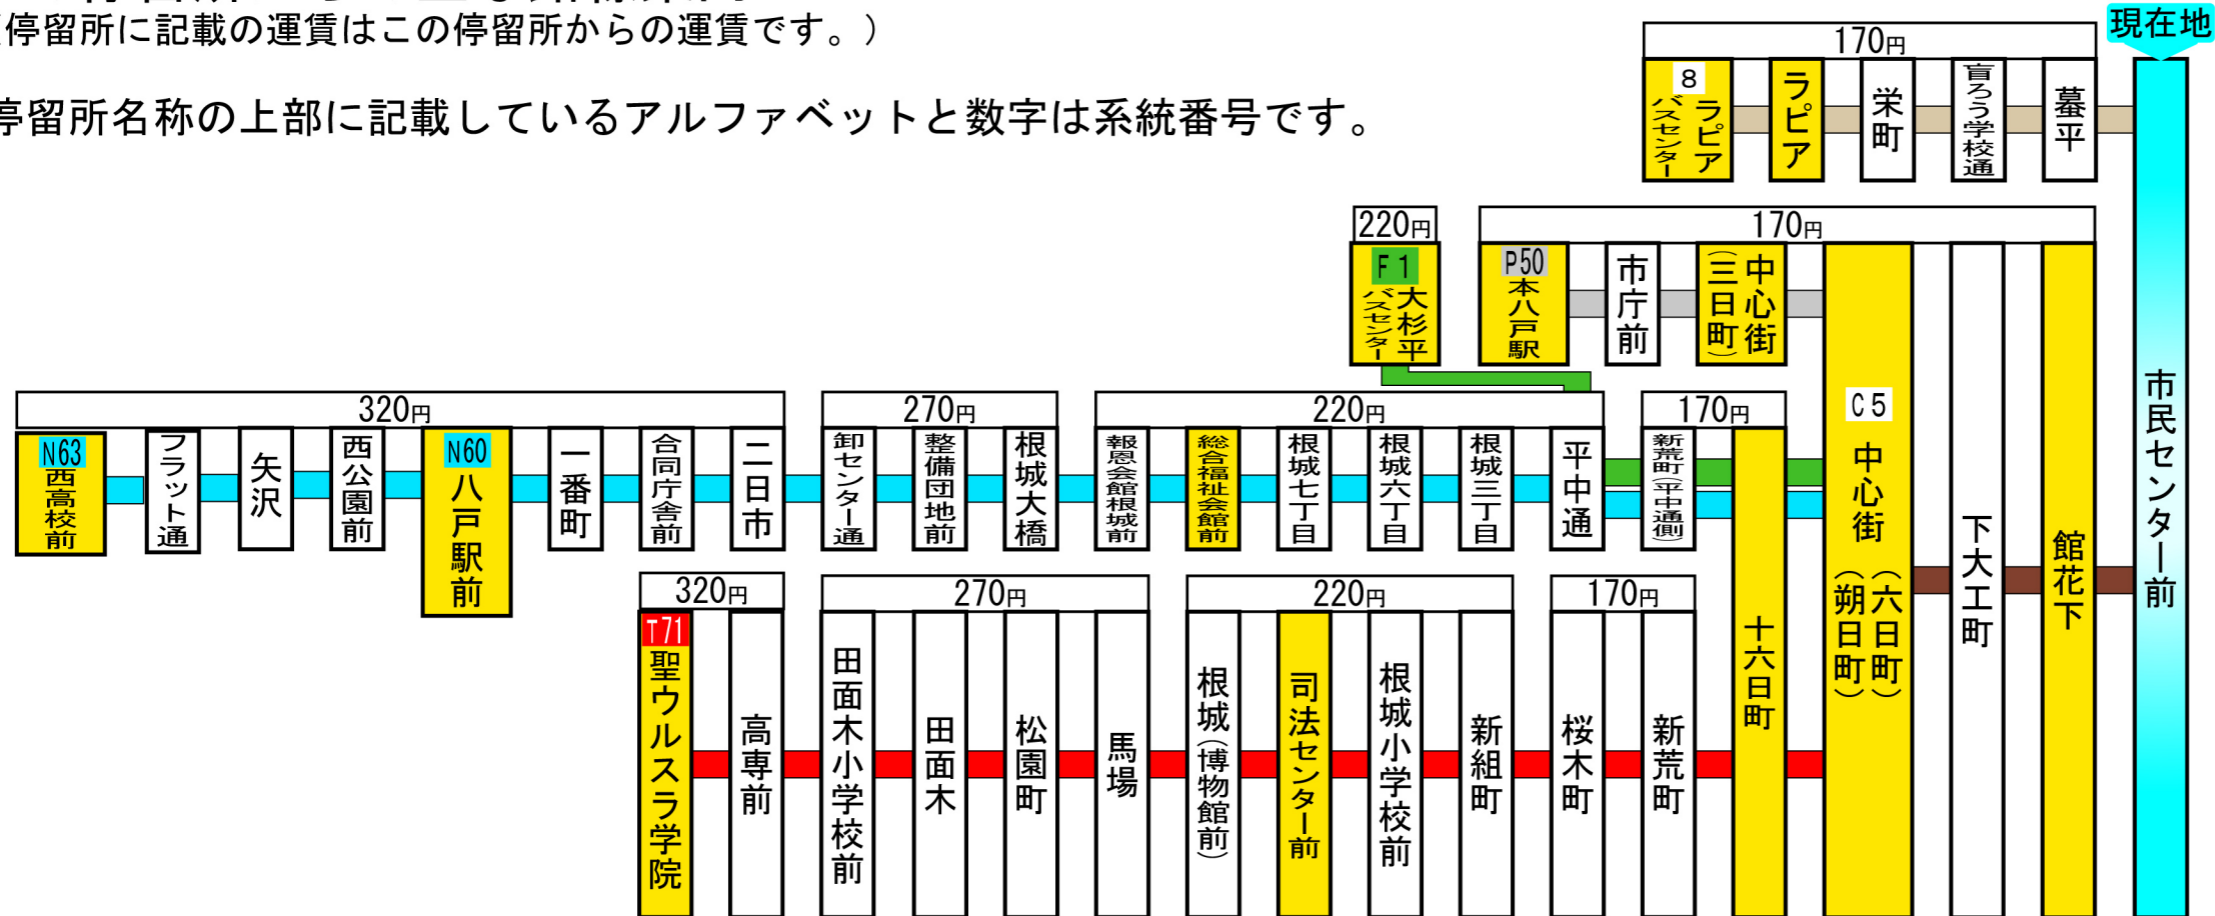 停留所に記載の運賃はこの停留所からの運賃です。）
停留所名称の上部に記載しているアルファベットと数字は系統番号です。
現在地
市民センター前
170円
8
ラピア
バスセンター
ラピア
栄町
盲ろう学校通
蟇平
220円
F1
大杉平
バスセンター
170円
P50
本八戸駅
市庁前
中心街
（三日町）
C5
中心街
（六日町）
（朔日町）
下大工町
館花下
320円
N63
西高校前
フラット通
矢沢
西公園前
N60
八戸駅前
一番町
合同庁舎前
二日市
270円
卸センター通
整備団地前
根城大橋
220円
報恩会館根城前
総合福祉会館前
根城七丁目
根城六丁目
根城三丁目
平中通
170円
新荒町（平中通側）
十六日町
320円
T71
聖ウルスラ学院
高専前
270円
田面木小学校前
田面木
松園町
馬場
220円
根城（博物館前）
司法センター前
根城小学校前
新組町
170円
桜木町
新荒町